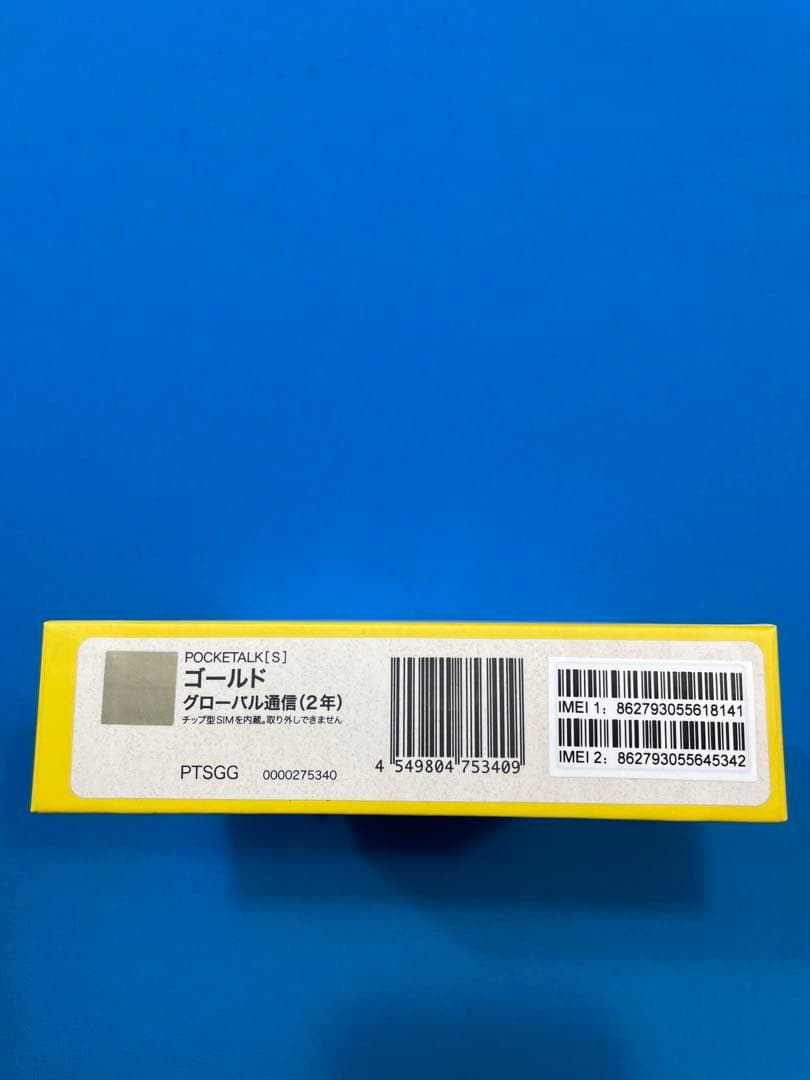 POCKETALK[S]
ゴールド
グローバル通信(2年)
チップ型SIMを内蔵。取り外しできません
PTSGG 0000275340
4 549804 753409
IMEI 1: 862793055618141
IMEI 2: 862793055645342